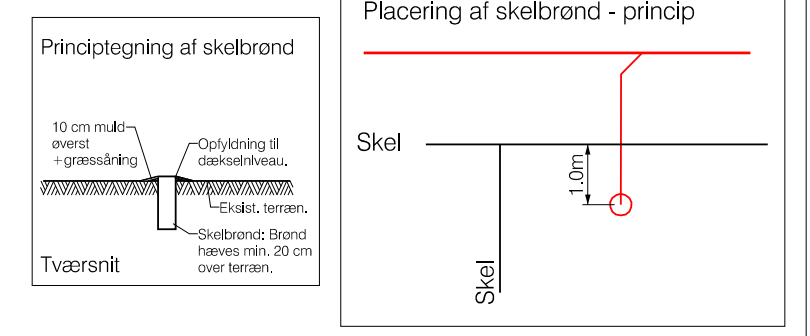 Principtegning af skelbrønd
10 cm muld
øverst
+græssåning
Opfyldning til
dækselniveau.
Eksist. terræn.
Skelbrønd: Brønd
hæves min. 20 cm
over terræn.
Tværsnit
Placering af skelbrønd - princip
Skel
1.0m
Skel